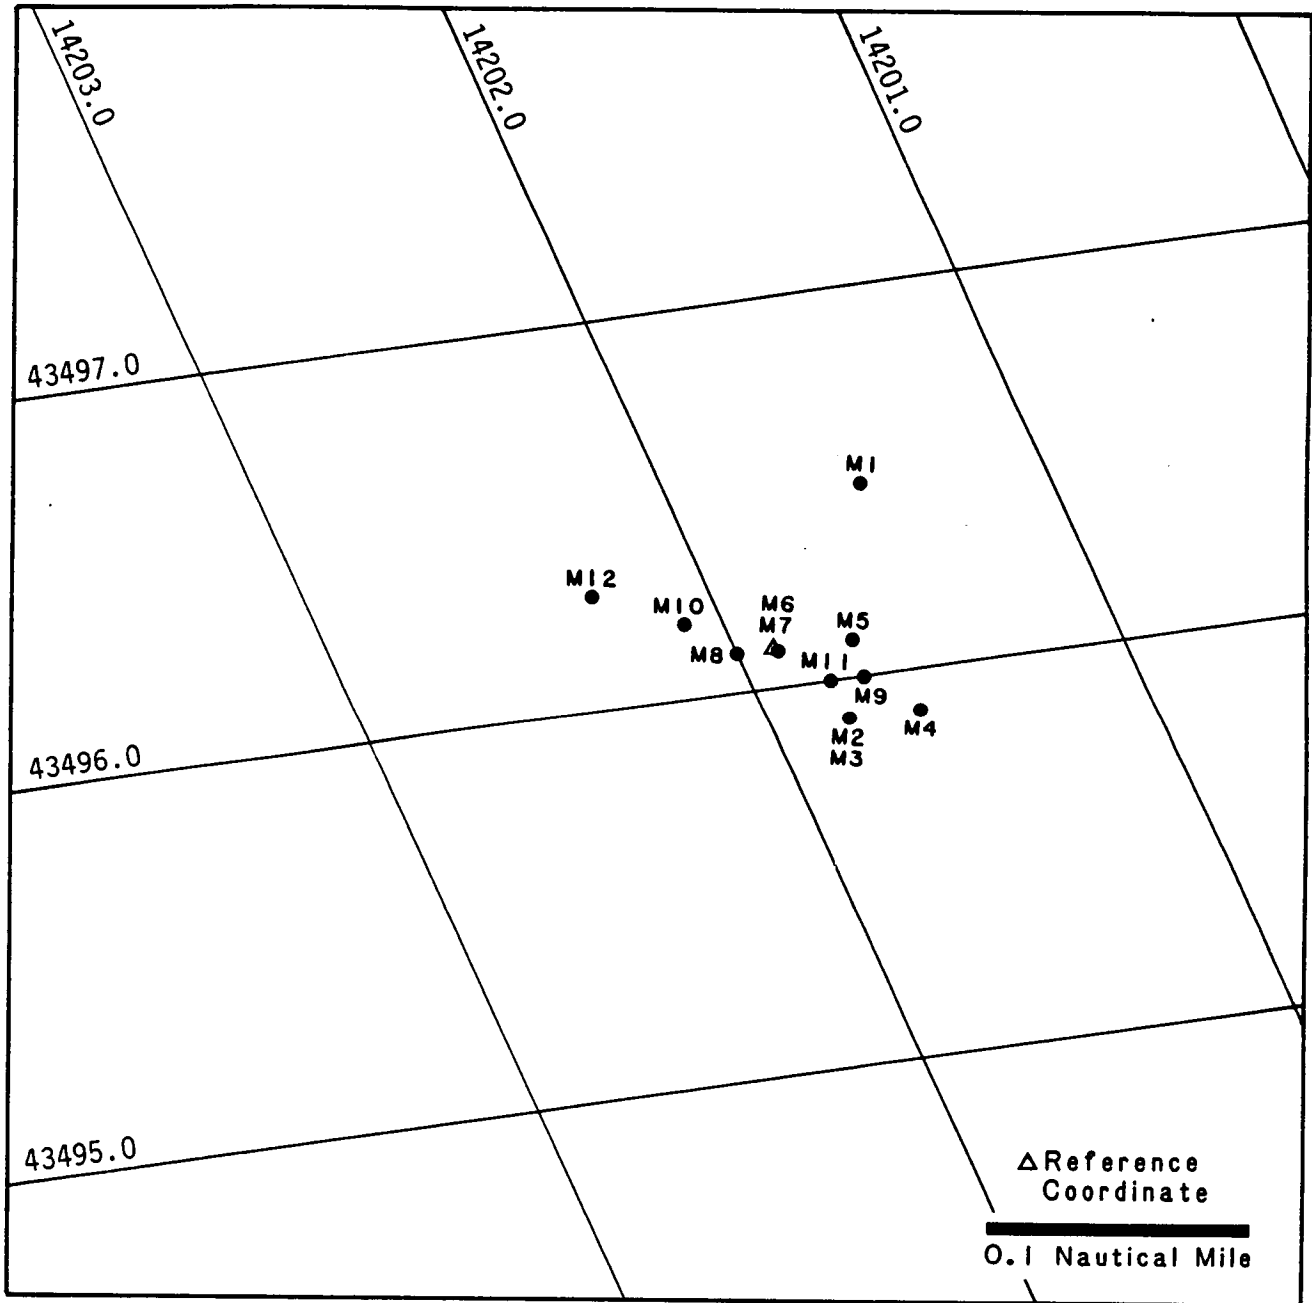 14203.0
14202.0
14201.0
43497.0
M1
M12
M10
M6
M7
M5
M8
M11
M9
M4
M2
M3
43496.0
43495.0
△ Reference
Coordinate
0.1 Nautical Mile